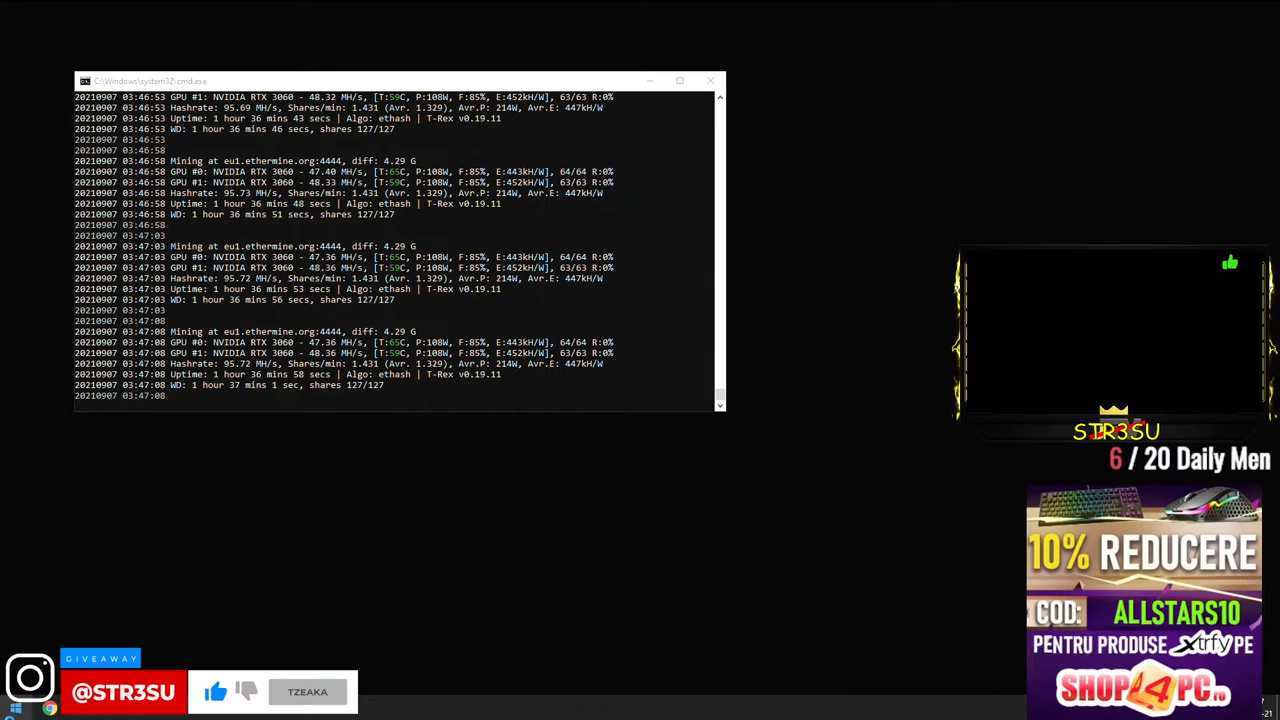 C:\Windows\system32\cmd.exe
20210907 03:46:53 GPU #1: NVIDIA RTX 3060 - 48.32 MH/s, [T:59C, P:108W, F:85%, E:452kH/W], 63/63 R:0%
20210907 03:46:53 Hashrate: 95.69 MH/s, Shares/min: 1.431 (Avr. 1.329), Avr.P: 214W, Avr.E: 447kH/W
20210907 03:46:53 Uptime: 1 hour 36 mins 43 secs | Algo: ethash | T-Rex v0.19.11
20210907 03:46:53 WD: 1 hour 36 mins 46 secs, shares 127/127
20210907 03:46:53
20210907 03:46:58
20210907 03:46:58 Mining at eu1.ethermine.org:4444, diff: 4.29 G
20210907 03:46:58 GPU #0: NVIDIA RTX 3060 - 47.40 MH/s, [T:65C, P:108W, F:85%, E:443kH/W], 64/64 R:0%
20210907 03:46:58 GPU #1: NVIDIA RTX 3060 - 48.33 MH/s, [T:59C, P:108W, F:85%, E:452kH/W], 63/63 R:0%
20210907 03:46:58 Hashrate: 95.73 MH/s, Shares/min: 1.431 (Avr. 1.329), Avr.P: 214W, Avr.E: 447kH/W
20210907 03:46:58 Uptime: 1 hour 36 mins 48 secs | Algo: ethash | T-Rex v0.19.11
20210907 03:46:58 WD: 1 hour 36 mins 51 secs, shares 127/127
20210907 03:46:58
20210907 03:47:03
20210907 03:47:03 Mining at eu1.ethermine.org:4444, diff: 4.29 G
20210907 03:47:03 GPU #0: NVIDIA RTX 3060 - 47.36 MH/s, [T:65C, P:108W, F:85%, E:443kH/W], 64/64 R:0%
20210907 03:47:03 GPU #1: NVIDIA RTX 3060 - 48.36 MH/s, [T:59C, P:108W, F:85%, E:452kH/W], 63/63 R:0%
20210907 03:47:03 Hashrate: 95.72 MH/s, Shares/min: 1.431 (Avr. 1.329), Avr.P: 214W, Avr.E: 447kH/W
20210907 03:47:03 Uptime: 1 hour 36 mins 53 secs | Algo: ethash | T-Rex v0.19.11
20210907 03:47:03 WD: 1 hour 36 mins 56 secs, shares 127/127
20210907 03:47:03
20210907 03:47:08
20210907 03:47:08 Mining at eu1.ethermine.org:4444, diff: 4.29 G
20210907 03:47:08 GPU #0: NVIDIA RTX 3060 - 47.36 MH/s, [T:65C, P:108W, F:85%, E:443kH/W], 64/64 R:0%
20210907 03:47:08 GPU #1: NVIDIA RTX 3060 - 48.36 MH/s, [T:59C, P:108W, F:85%, E:452kH/W], 63/63 R:0%
20210907 03:47:08 Hashrate: 95.72 MH/s, Shares/min: 1.431 (Avr. 1.329), Avr.P: 214W, Avr.E: 447kH/W
20210907 03:47:08 Uptime: 1 hour 36 mins 58 secs | Algo: ethash | T-Rex v0.19.11
20210907 03:47:08 WD: 1 hour 37 mins 1 sec, shares 127/127
20210907 03:47:08
STR3SU
6 / 20 Daily Men
10% REDUCERE
COD: ALLSTARS10
PENTRU PRODUSE xtrfy PE
SHOP4PC.ro
GIVEAWAY
@STR3SU
TZEAKA